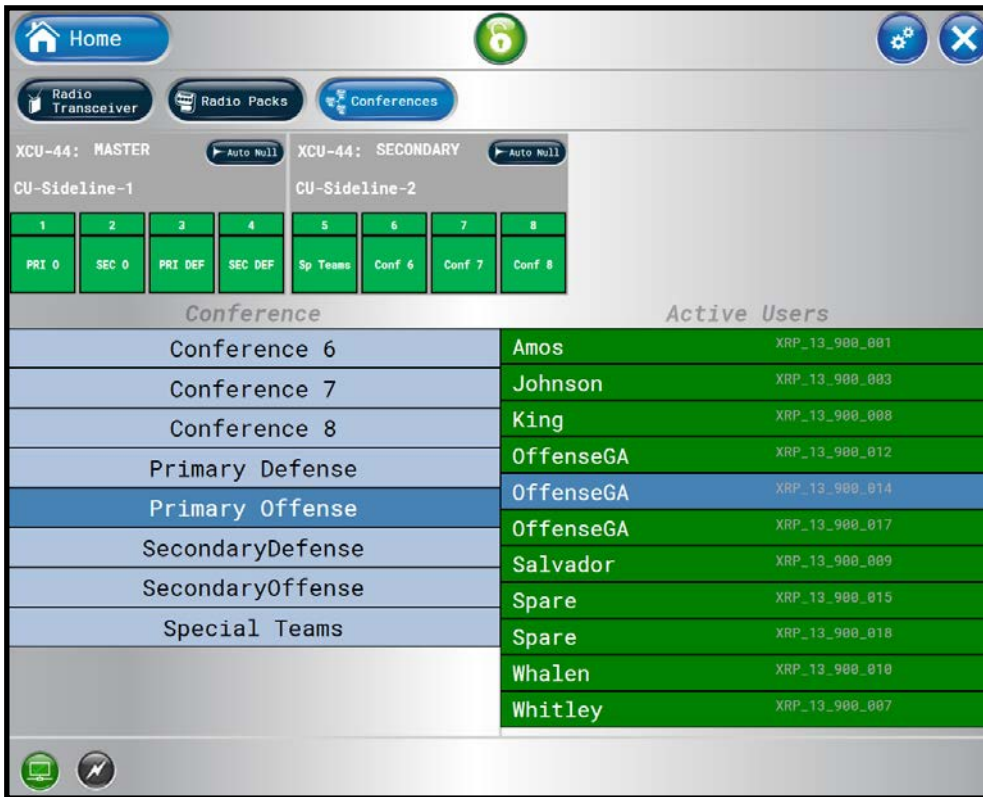 Home
Radio Transceiver
Radio Packs
Conferences
XCU-44: MASTER
Auto Null
XCU-44: SECONDARY
Auto Null
CU-Sideline-1
CU-Sideline-2
1 2 3 4 5 6 7 8
PRI O SEC O PRI DEF SEC DEF Sp Teams Conf 6 Conf 7 Conf 8
Conference
Active Users
Conference 6
Conference 7
Conference 8
Primary Defense
Primary Offense
SecondaryDefense
SecondaryOffense
Special Teams
Amos XRP_13_900_001
Johnson XRP_13_900_003
King XRP_13_900_008
OffenseGA XRP_13_900_012
OffenseGA XRP_13_900_014
OffenseGA XRP_13_900_017
Salvador XRP_13_900_009
Spare XRP_13_900_015
Spare XRP_13_900_018
Whalen XRP_13_900_010
Whitley XRP_13_900_007